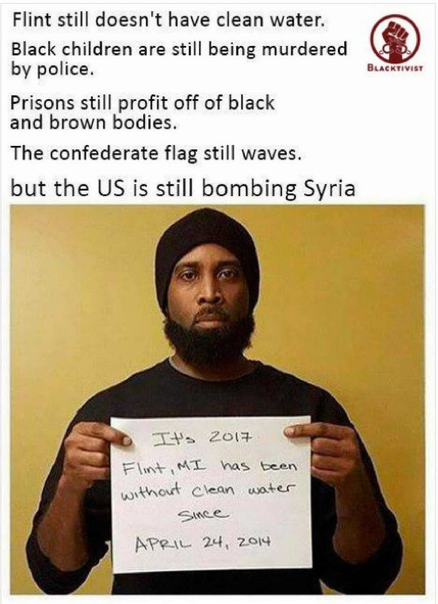 Flint still doesn't have clean water.
Black children are still being murdered
by police.
BLACKTIVIST
Prisons still profit off of black
and brown bodies.
The confederate flag still waves.
but the US is still bombing Syria
It's 2017
Flint, MI has been
without clean water
Since
APRIL 24, 2014